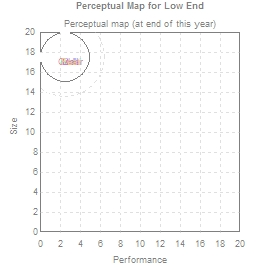 Perceptual Map for Low End
Perceptual map (at end of this year)
20
18
16
14
12
10
8
6
4
2
0
Size
0 2 4 6 8 10 12 14 16 18 20
Performance